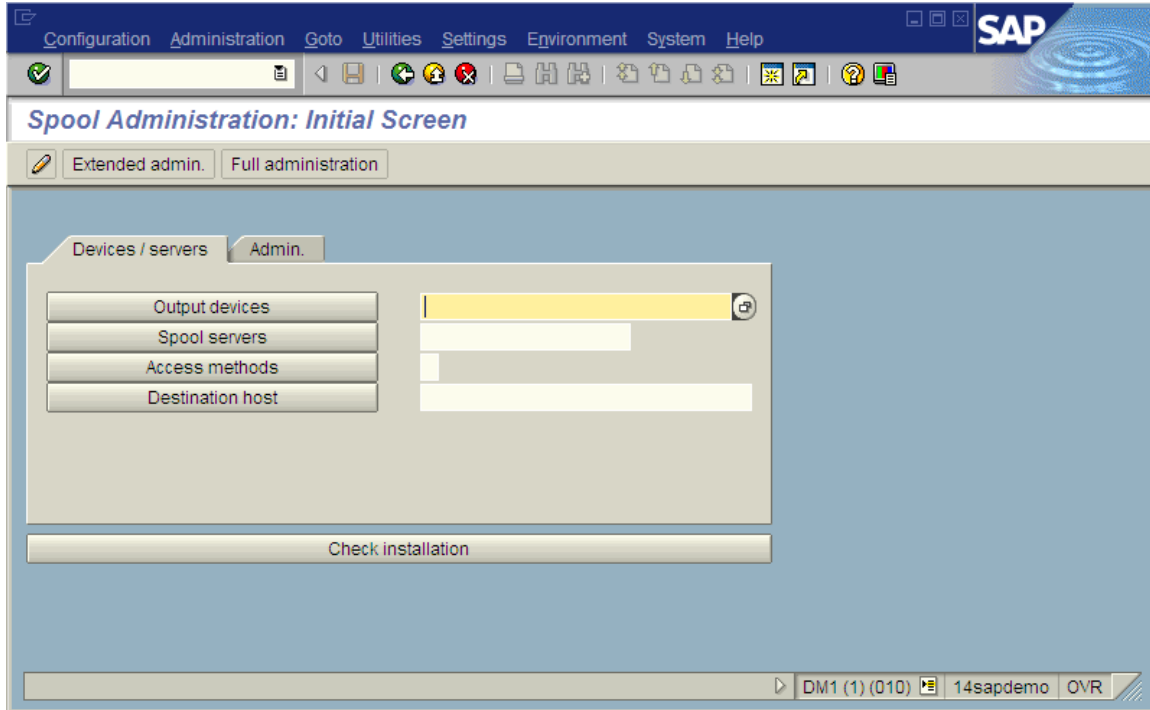 Configuration Administration Goto Utilities Settings Environment System Help
SAP
Spool Administration: Initial Screen
Extended admin. Full administration
Devices / servers Admin.
Output devices
Spool servers
Access methods
Destination host
Check installation
DM1 (1) (010) 14sapdemo OVR